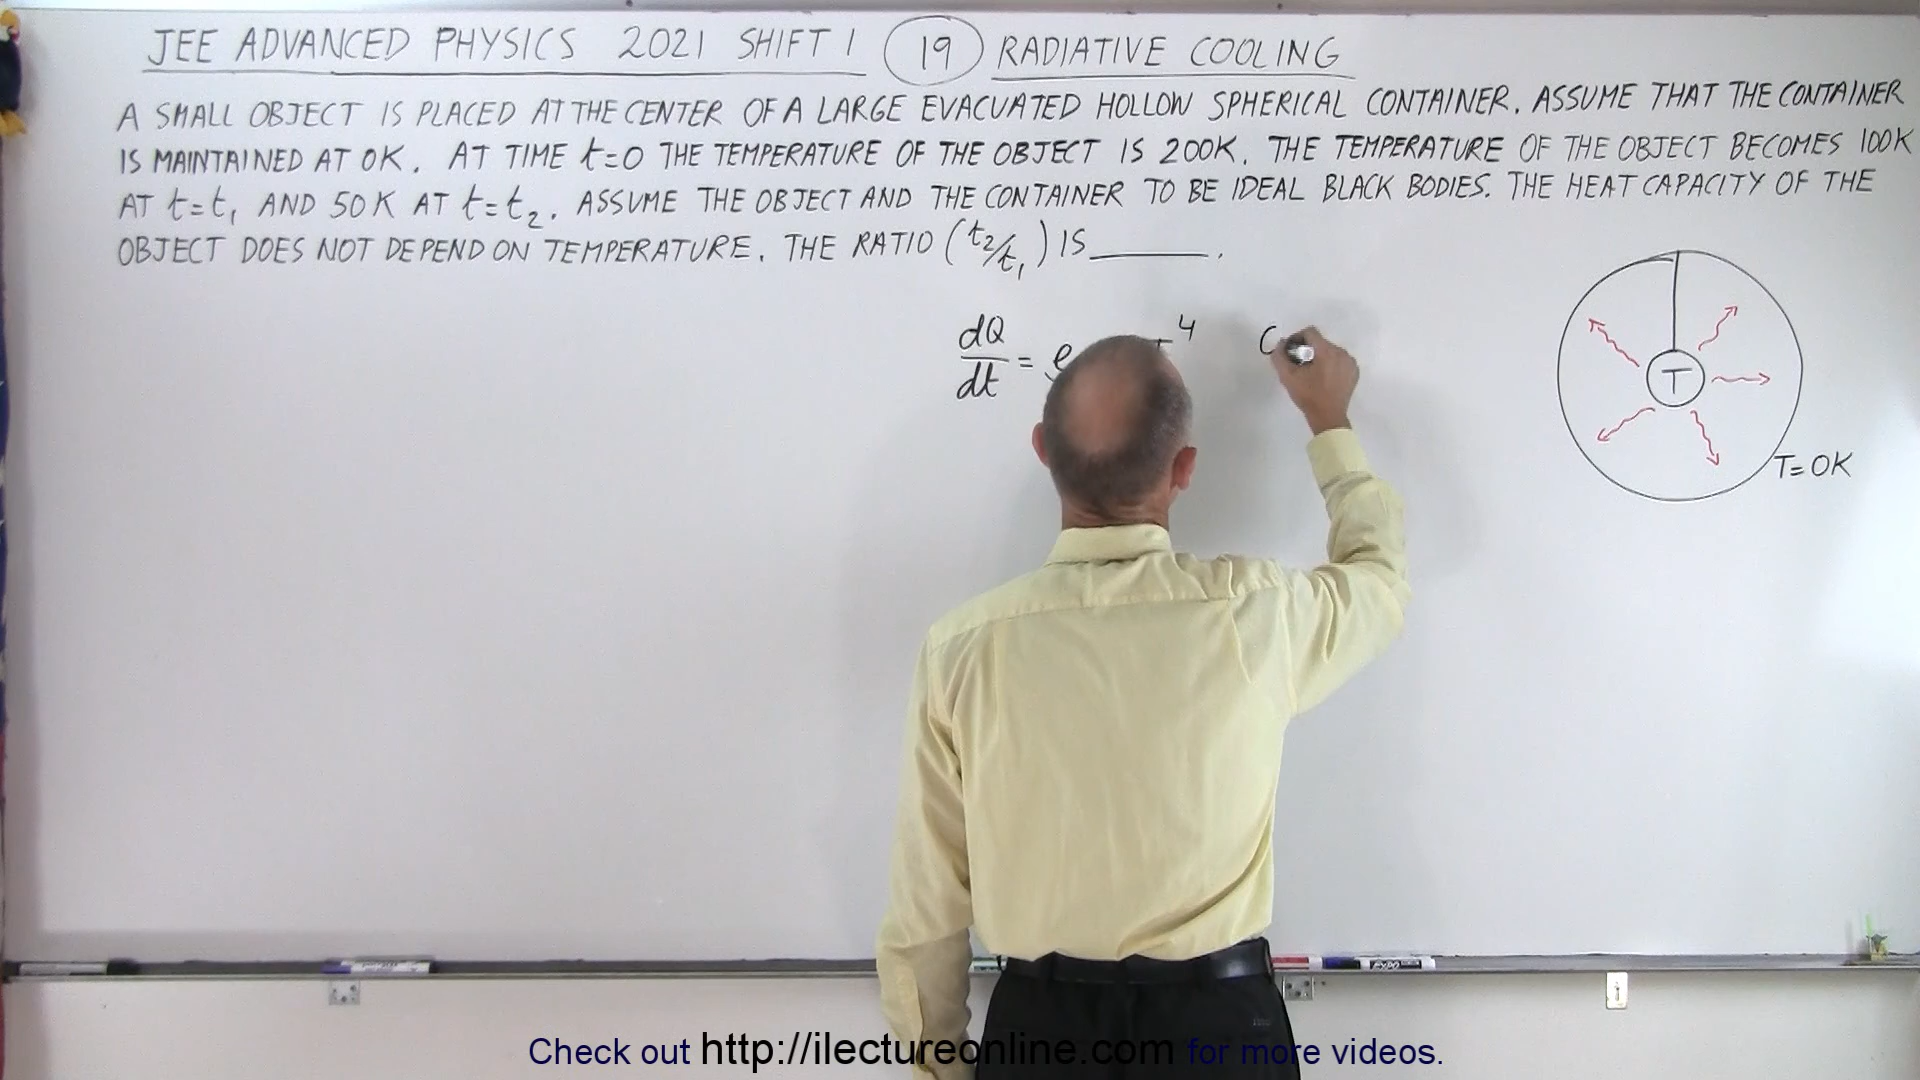 JEE ADVANCED PHYSICS 2021 SHIFT 1 19 RADIATIVE COOLING
A SMALL OBJECT IS PLACED AT THE CENTER OF A LARGE EVACUATED HOLLOW SPHERICAL CONTAINER. ASSUME THAT THE CONTAINER
IS MAINTAINED AT 0K. AT TIME t=0 THE TEMPERATURE OF THE OBJECT IS 200K. THE TEMPERATURE OF THE OBJECT BECOMES 100K
AT t=t₁ AND 50K AT t=t₂. ASSUME THE OBJECT AND THE CONTAINER TO BE IDEAL BLACK BODIES. THE HEAT CAPACITY OF THE
OBJECT DOES NOT DEPEND ON TEMPERATURE. THE RATIO (t₂/t₁) IS ______.
dQ/dt = e 4 C
T
T=0K
EXPO
Check out http://ilectureonline.com for more videos.